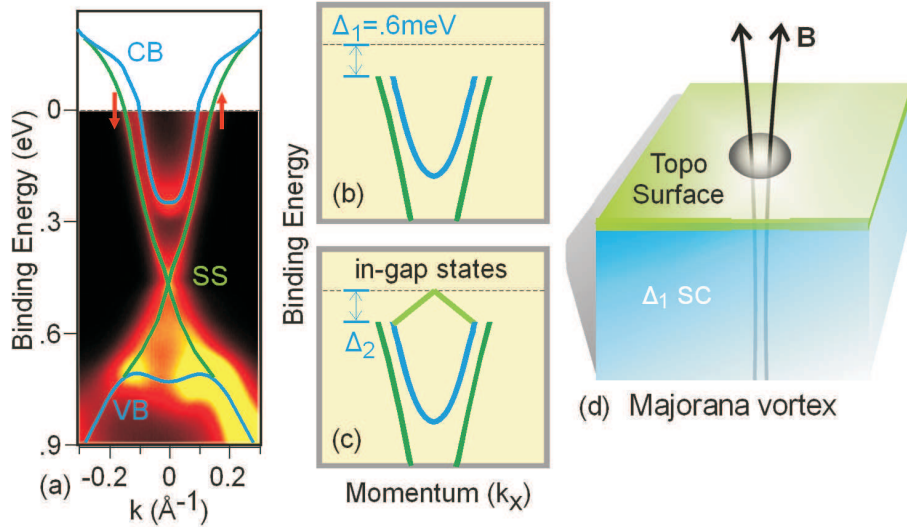 CB
0
.3
.6
.9
Binding Energy (eV)
SS
VB
(a)
-0.2
0
0.2
k (Å⁻¹)
Δ₁=.6meV
(b)
Binding Energy
in-gap states
Δ₂
(c)
Momentum (kₓ)
B
Topo
Surface
Δ₁ SC
(d) Majorana vortex